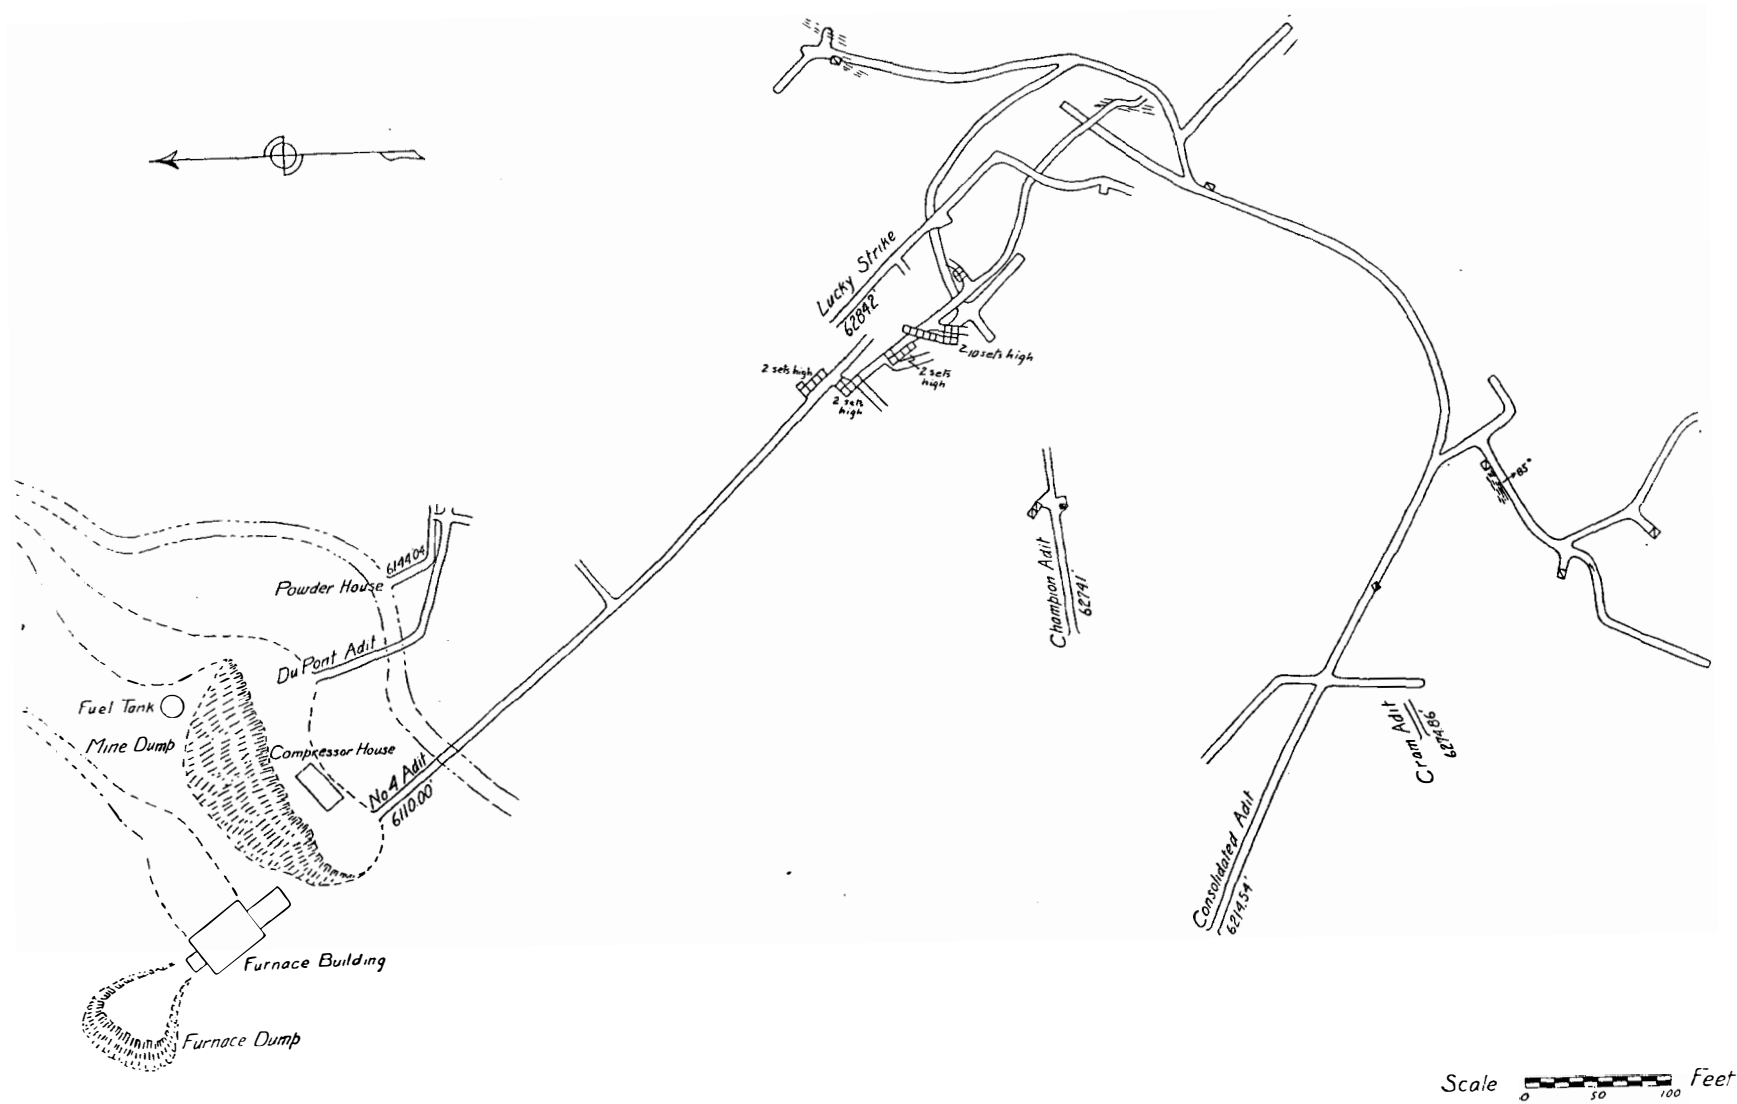 Lucky Strike
6284.2'
2 sets high
2 10 sets high
2 sets
high
2 sets
high
85°
6144.04
Powder House
Champion Adit
6274.1'
Du Pont Adit
Fuel Tank
Mine Dump
Compressor House
No 4 Adit
6110.00'
Cram Adit
6274.86'
Consolidated Adit
6214.54'
Furnace Building
Furnace Dump
Scale
Feet
0 50 100